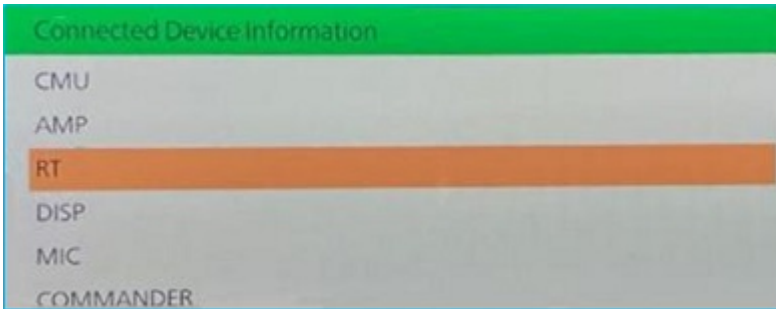 Connected Device Information
CMU
AMP
RT
DISP
MIC
COMMANDER